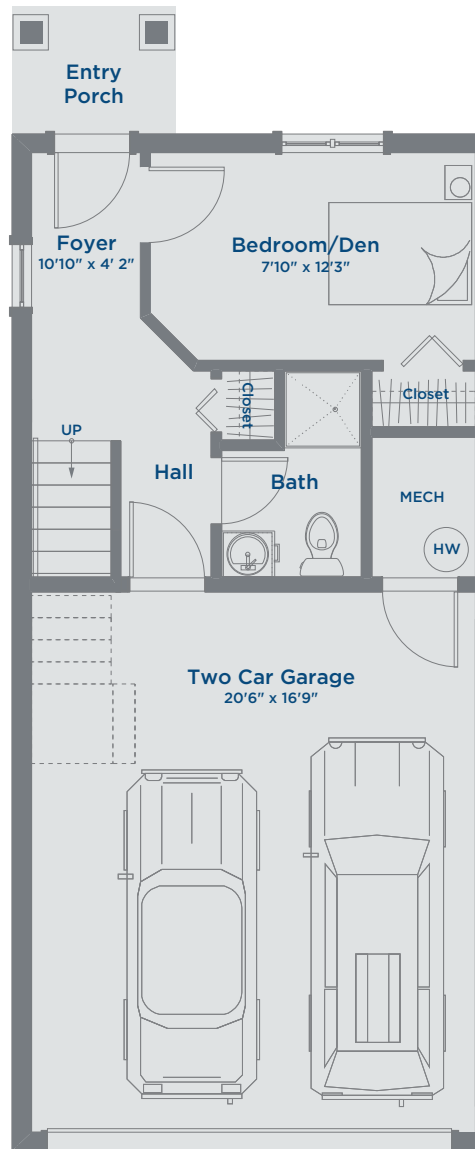 Entry
Porch
Foyer
10'10" x 4' 2"
Bedroom/Den
7'10" x 12'3"
Closet
Closet
UP
Hall
Bath
MECH
HW
Two Car Garage
20'6" x 16'9"